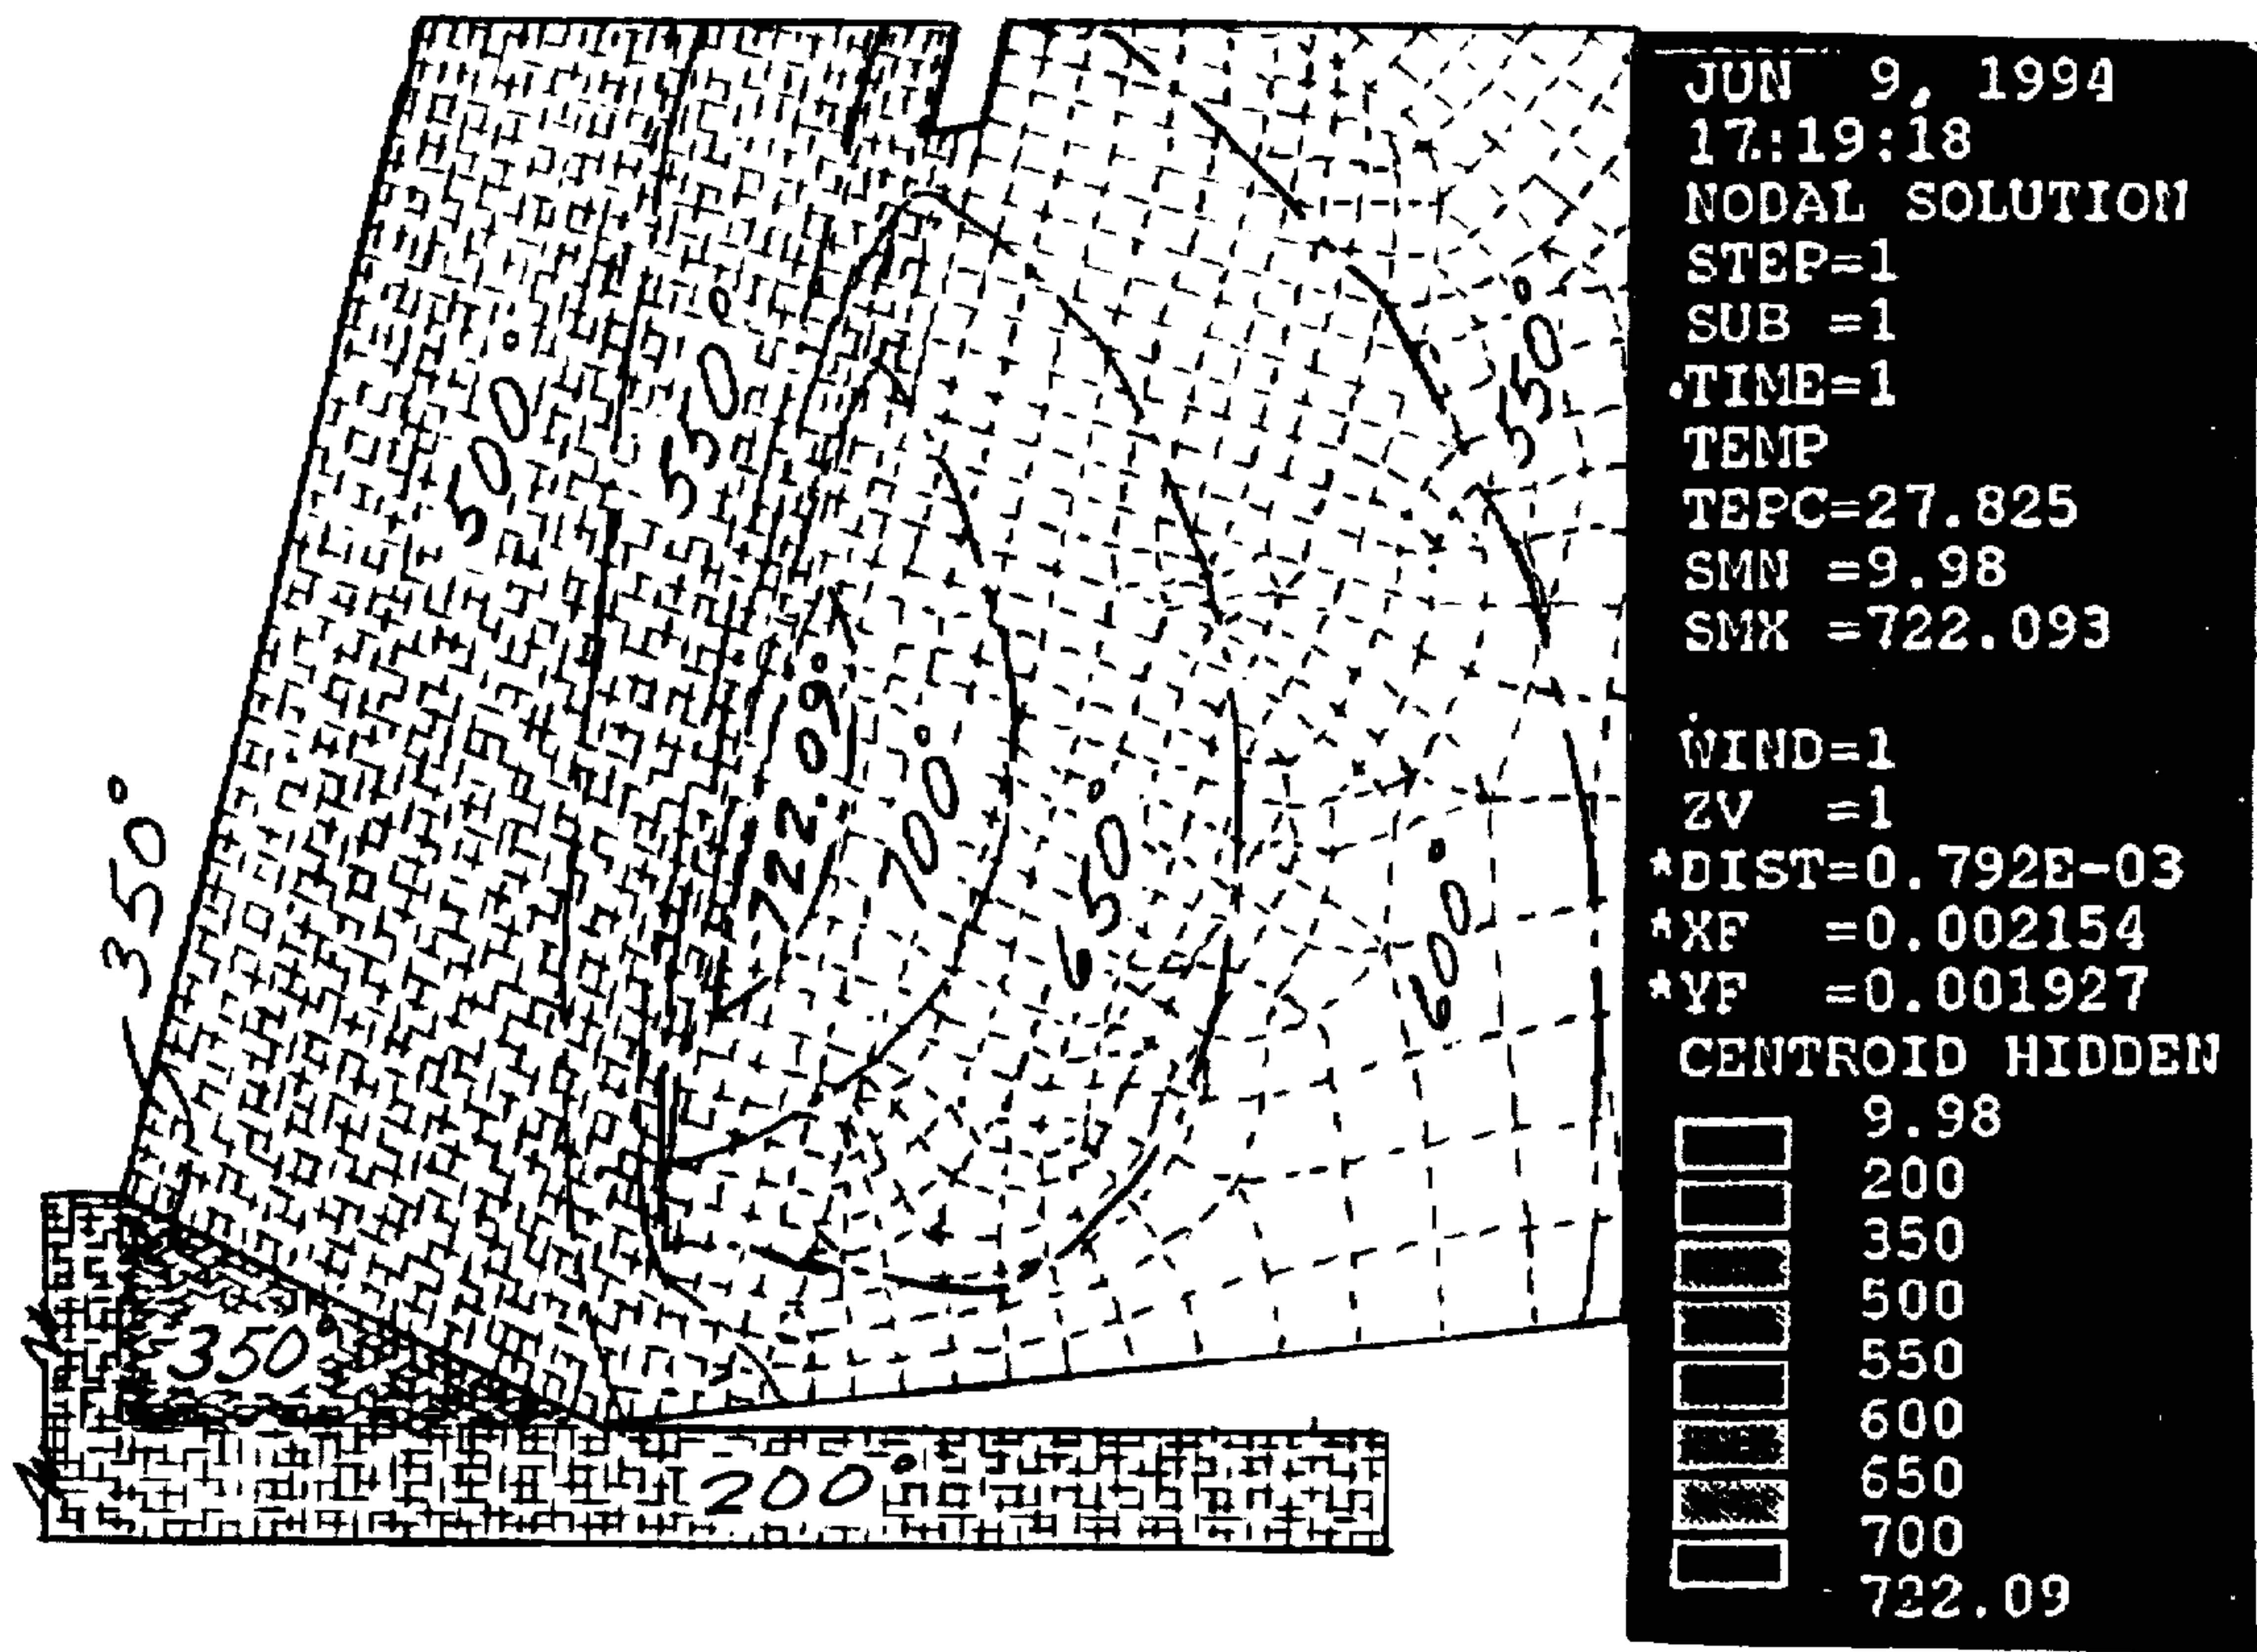 500°
550°
550°
722.09°
700°
650°
600°
350°
350°
200°
JUN 9, 1994
17:19:18
NODAL SOLUTION
STEP=1
SUB =1
TIME=1
TEMP
TEPC=27.825
SMN =9.98
SMX =722.093
WIND=1
ZV =1
*DIST=0.792E-03
*XF =0.002154
*YF =0.001927
CENTROID HIDDEN
9.98
200
350
500
550
600
650
700
722.09